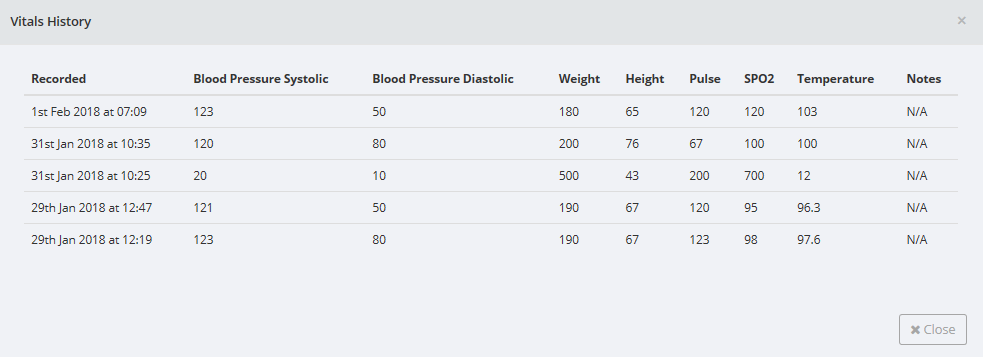 Vitals History ×
Recorded Blood Pressure Systolic Blood Pressure Diastolic Weight Height Pulse SPO2 Temperature Notes
1st Feb 2018 at 07:09 123 50 180 65 120 120 103 N/A
31st Jan 2018 at 10:35 120 80 200 76 67 100 100 N/A
31st Jan 2018 at 10:25 20 10 500 43 200 700 12 N/A
29th Jan 2018 at 12:47 121 50 190 67 120 95 96.3 N/A
29th Jan 2018 at 12:19 123 80 190 67 123 98 97.6 N/A
✖ Close